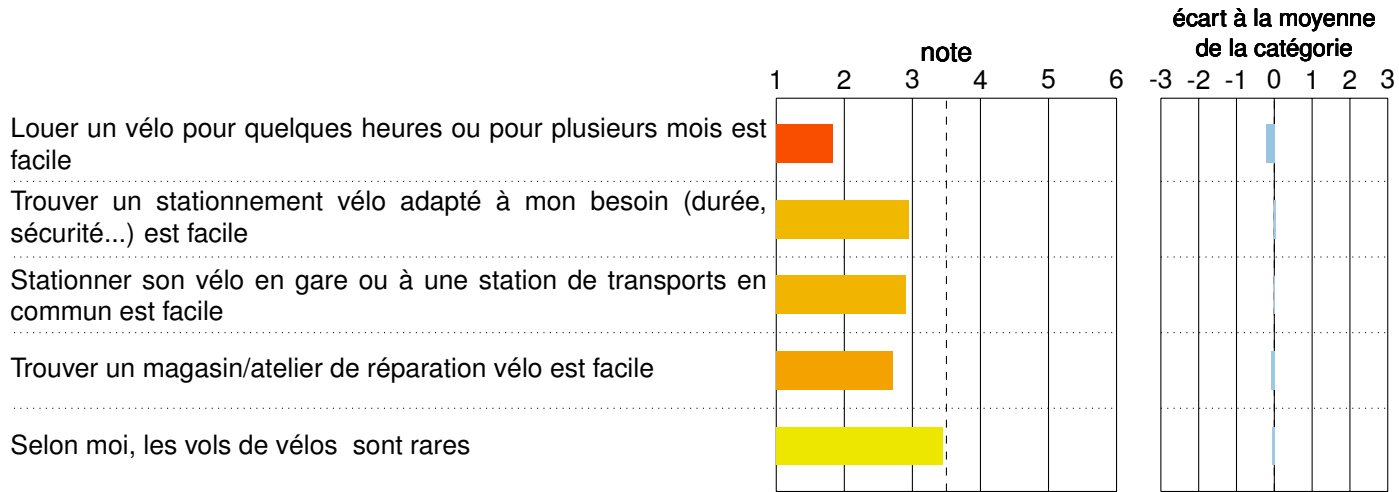 écart à la moyenne
note de la catégorie
1 2 3 4 5 6 -3 -2 -1 0 1 2 3
Louer un vélo pour quelques heures ou pour plusieurs mois est
facile
Trouver un stationnement vélo adapté à mon besoin (durée,
sécurité...) est facile
Stationner son vélo en gare ou à une station de transports en
commun est facile
Trouver un magasin/atelier de réparation vélo est facile
Selon moi, les vols de vélos sont rares